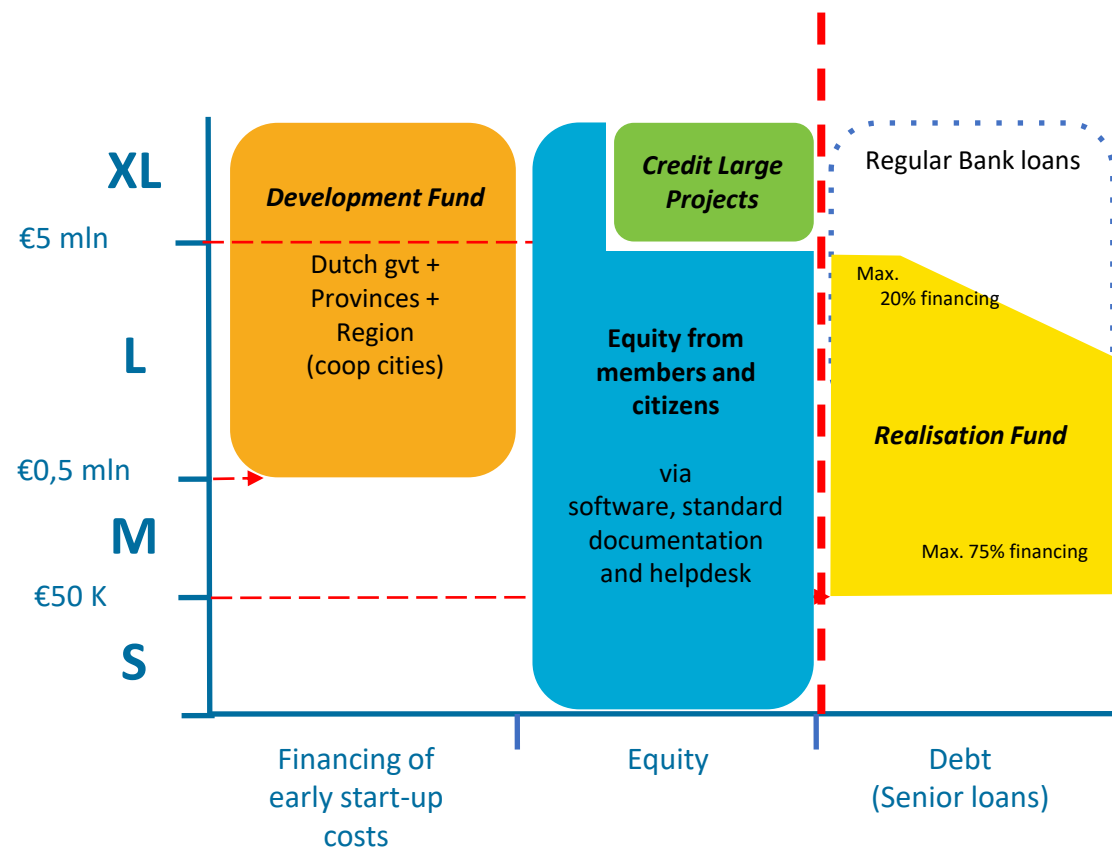 XL
€5 mln
L
€0,5 mln
M
€50 K
S
Development Fund
Dutch gvt +
Provinces +
Region
(coop cities)
Credit Large
Projects
Equity from
members and
citizens
via
software, standard
documentation
and helpdesk
Regular Bank loans
Max.
20% financing
Realisation Fund
Max. 75% financing
Financing of
early start-up
costs
Equity
Debt
(Senior loans)